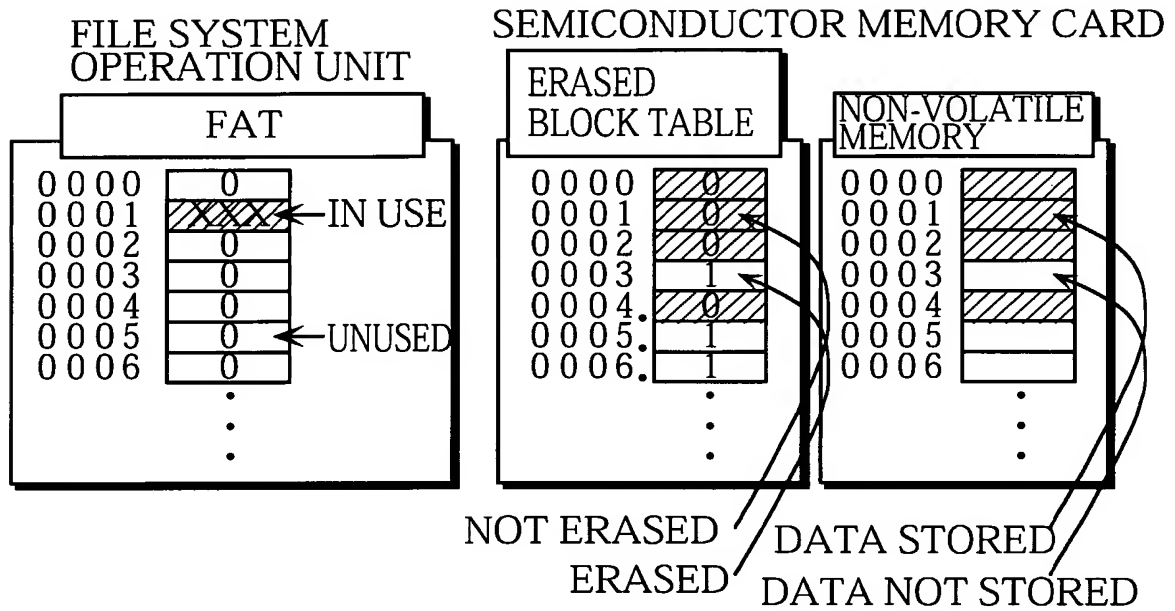 FILE SYSTEM
OPERATION UNIT
FAT
0000 0
0001 XXX IN USE
0002 0
0003 0
0004 0
0005 0 UNUSED
0006 0
SEMICONDUCTOR MEMORY CARD
ERASED
BLOCK TABLE
0000 0
0001 0
0002 0
0003 1
0004 0
0005 1
0006 1
NOT ERASED
ERASED
NON-VOLATILE
MEMORY
0000
0001
0002
0003
0004
0005
0006
DATA STORED
DATA NOT STORED